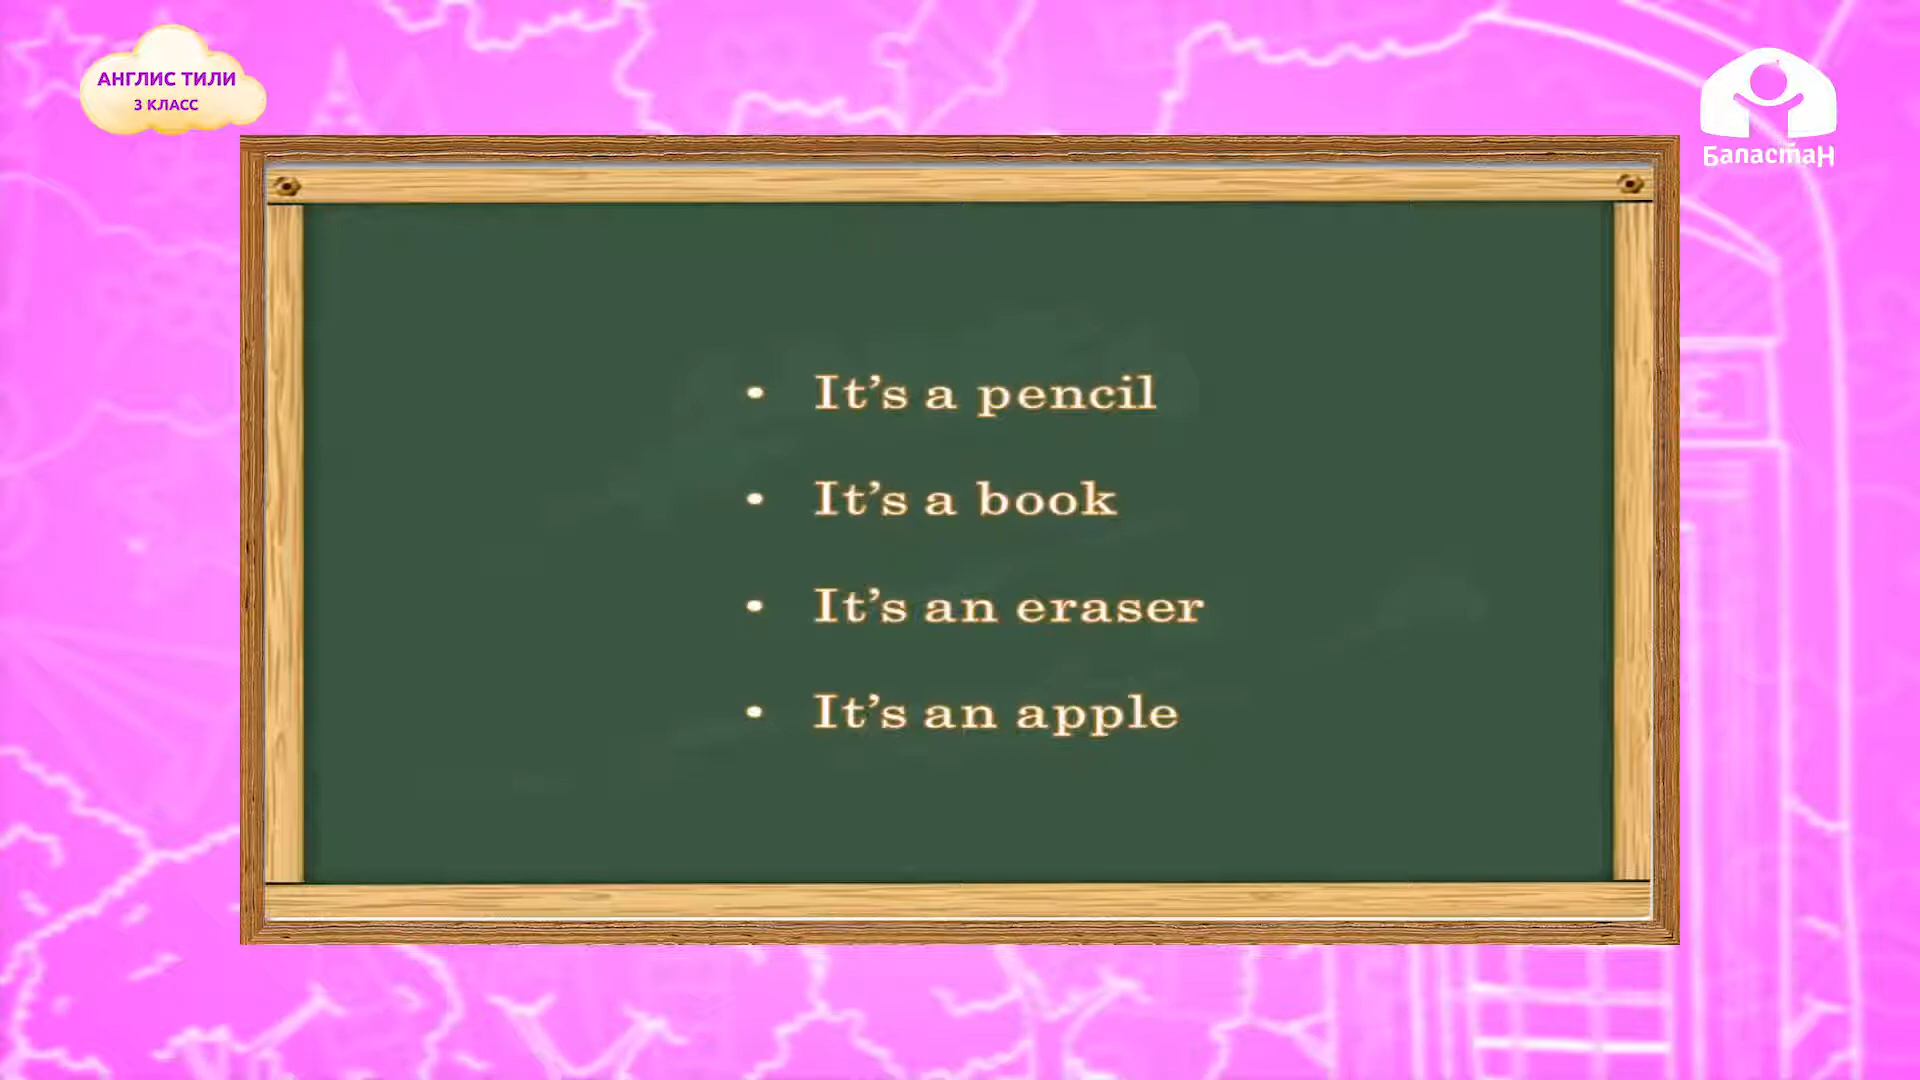 АНГЛИС ТИЛИ
3 КЛАСС
Баластан
• It’s a pencil
• It’s a book
• It’s an eraser
• It’s an apple